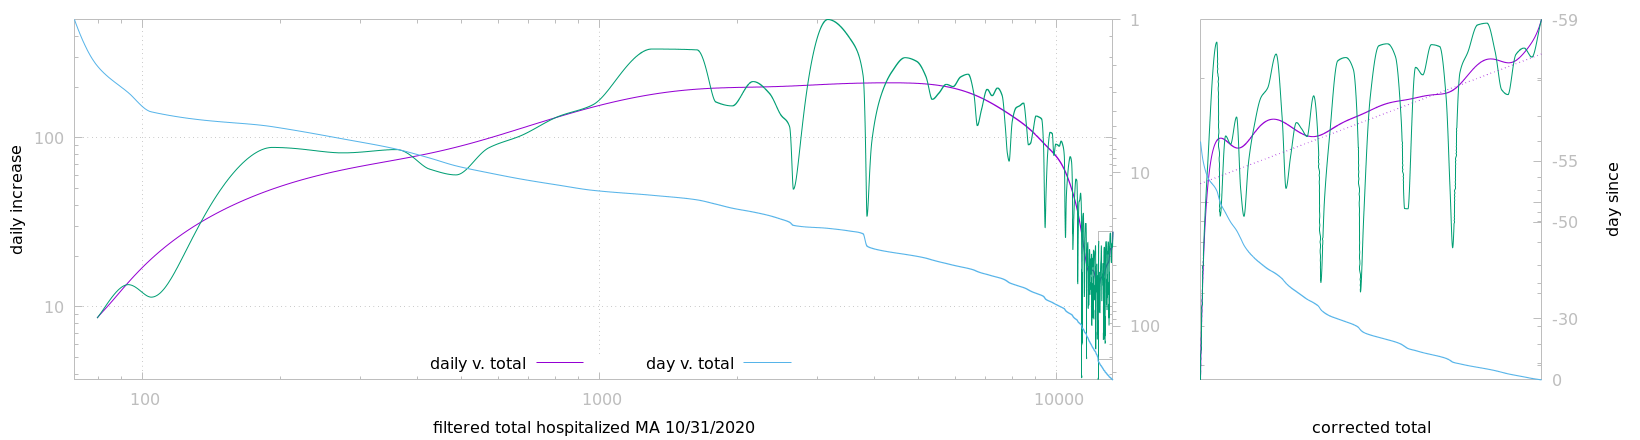 daily increase
100
10
daily v. total
day v. total
100
1000
10000
filtered total hospitalized MA 10/31/2020
1
10
100
-59
-55
-50
-30
0
day since
corrected total